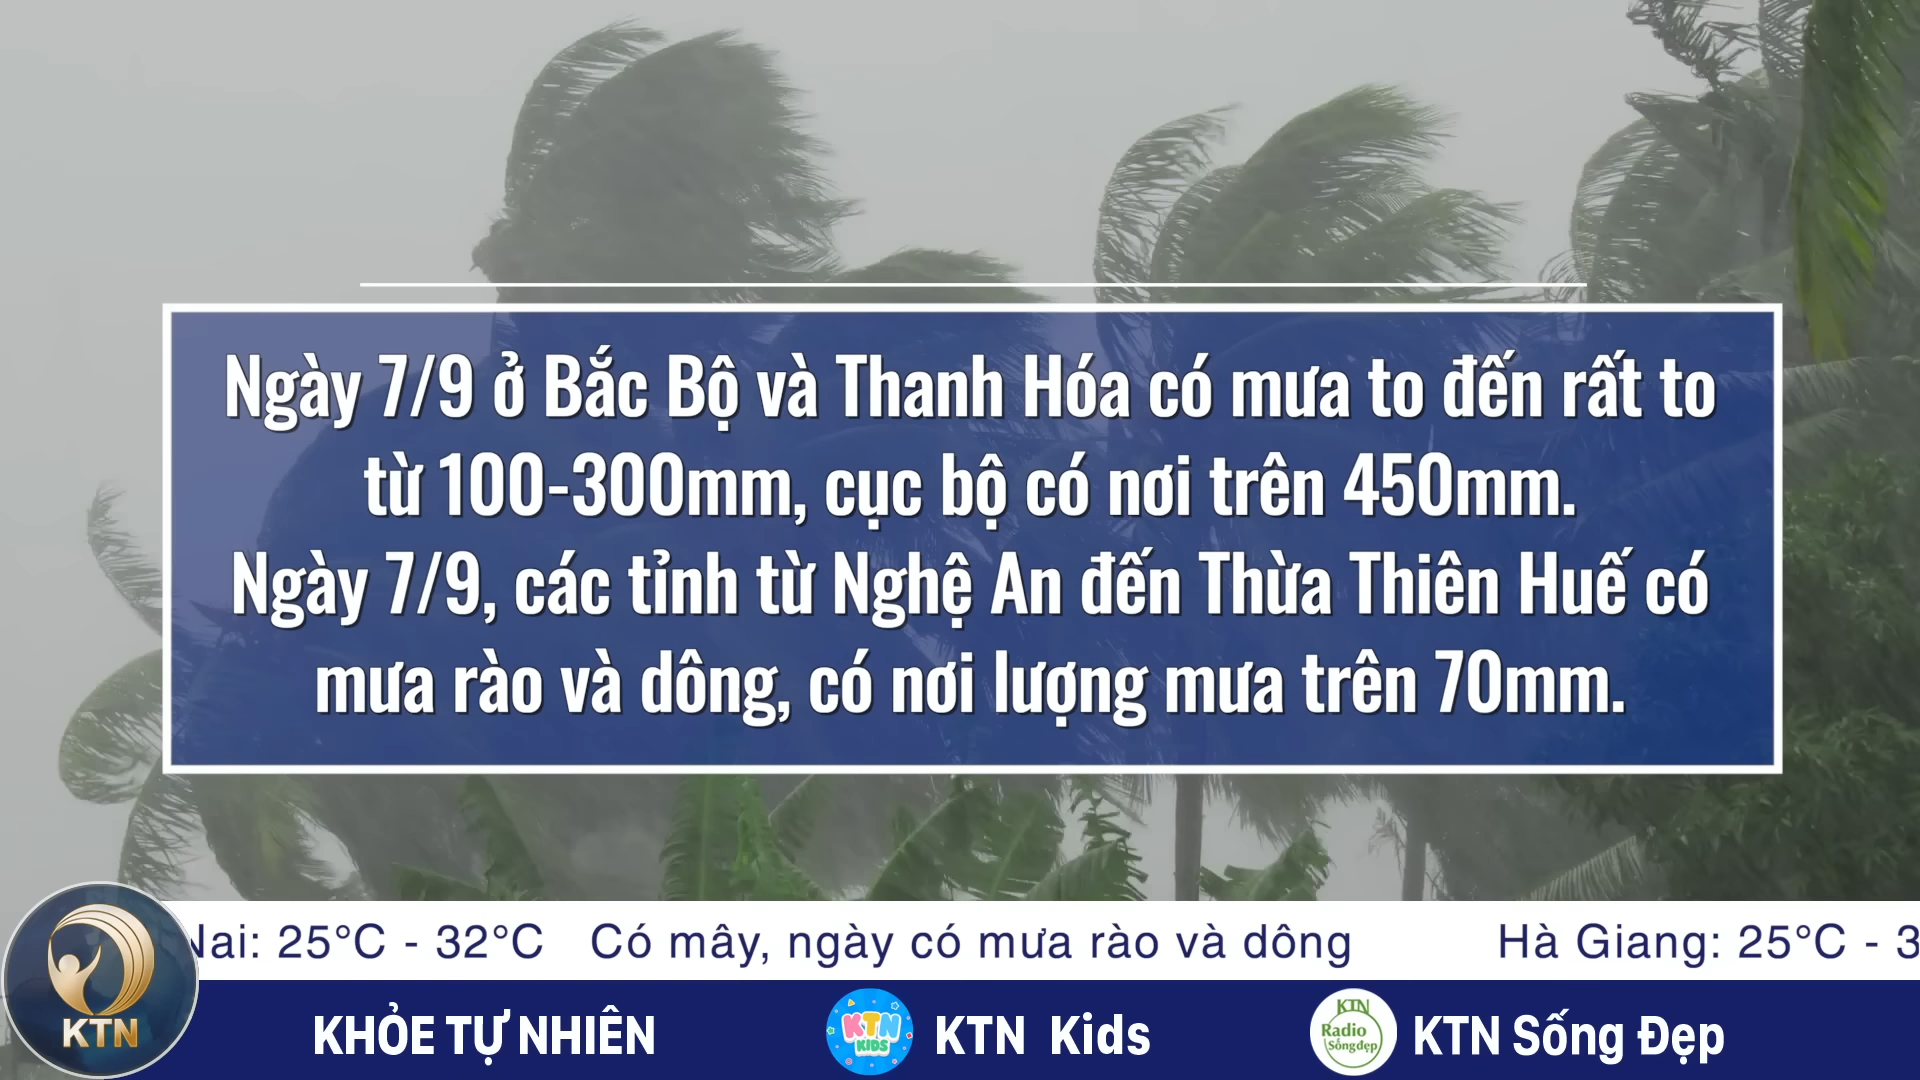 Ngày 7/9 ở Bắc Bộ và Thanh Hóa có mưa to đến rất to
từ 100-300mm, cục bộ có nơi trên 450mm.
Ngày 7/9, các tỉnh từ Nghệ An đến Thừa Thiên Huế có
mưa rào và dông, có nơi lượng mưa trên 70mm.
Nai: 25°C - 32°C Có mây, ngày có mưa rào và dông Hà Giang: 25°C - 3
KTN
KHỎE TỰ NHIÊN
KTN KIDS
KTN Kids
KTN
Radio
Sống đẹp
KTN Sống Đẹp